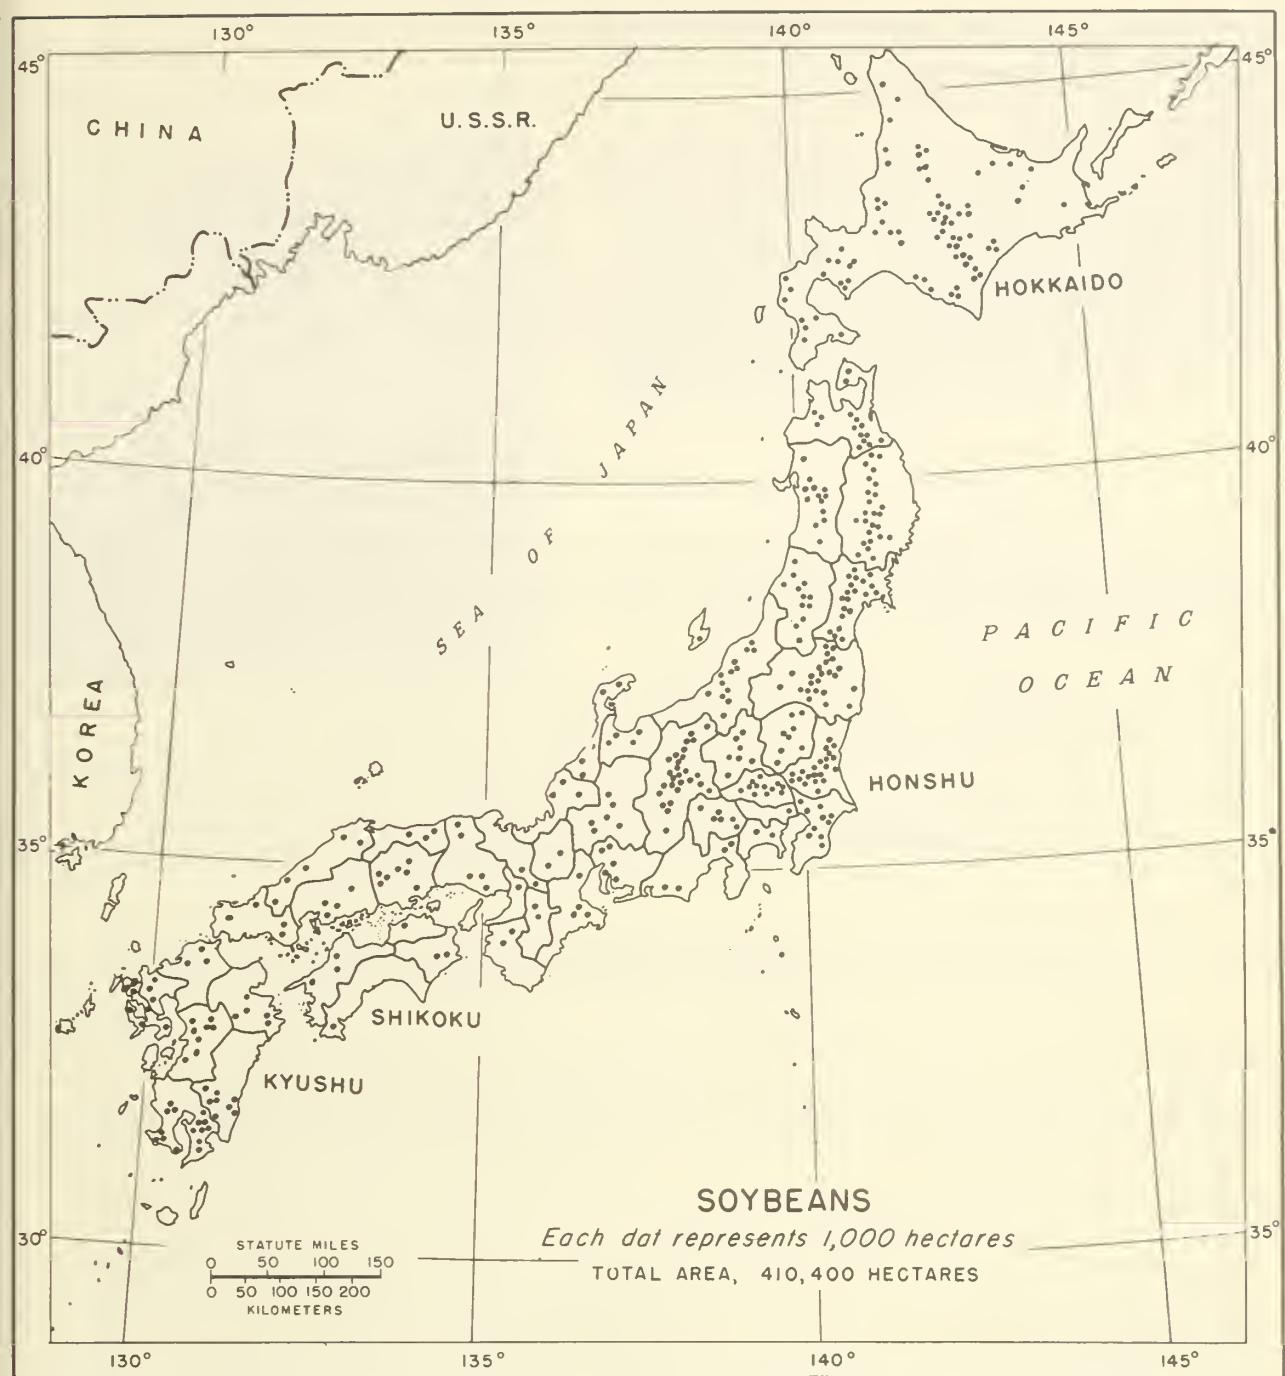 130° 135° 140° 145°
45° 45°
CHINA
U.S.S.R.
HOKKAIDO
SEA OF JAPAN
40° 40°
PACIFIC
OCEAN
KOREA
HONSHU
35° 35°
SHIKOKU
KYUSHU
SOYBEANS
Each dot represents 1,000 hectares
TOTAL AREA, 410,400 HECTARES
30° 35°
STATUTE MILES
0 50 100 150
0 50 100 150 200
KILOMETERS
130° 135° 140° 145°